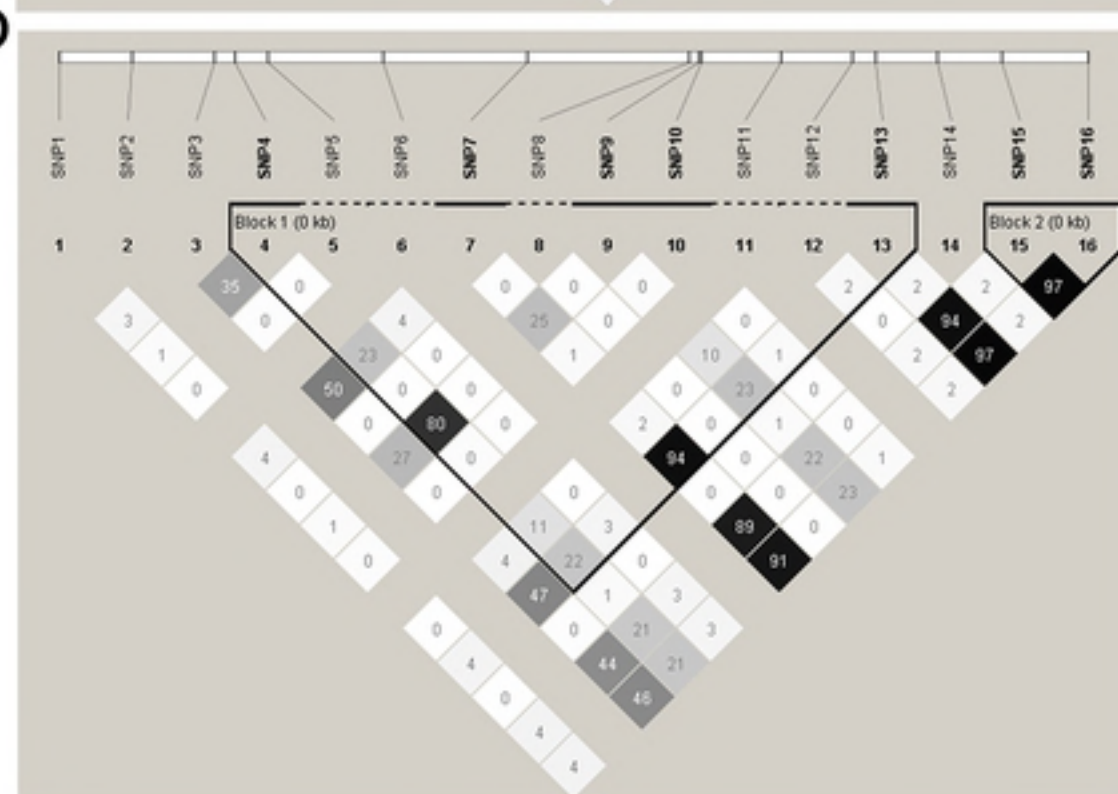 SNP1 SNP2 SNP3 SNP4 SNP5 SNP6 SNP7 SNP8 SNP9 SNP10 SNP11 SNP12 SNP13 SNP14 SNP15 SNP16
Block 1 (0 kb) Block 2 (0 kb)
1 2 3 4 5 6 7 8 9 10 11 12 13 14 15 16
35 0 0 0 0 2 2 2 97
3 0 4 25 0 0 0 94 2
1 23 0 1 10 1 2 97
0 50 0 0 0 23 0 2
0 80 0 2 0 1 0
4 27 0 94 0 22 1
0 0 0 0 0 23
1 11 3 89 0
0 4 22 0 91
47 1 3
0 0 21 3
4 44 21
0 46
4
4